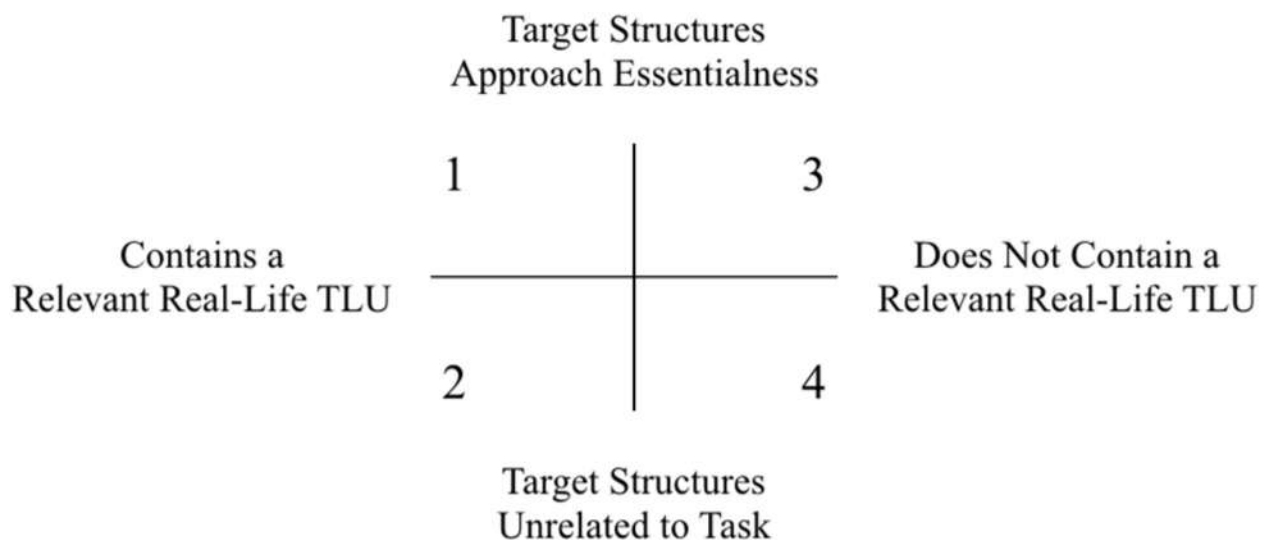 Target Structures
Approach Essentialness
1
3
Contains a
Relevant Real-Life TLU
Does Not Contain a
Relevant Real-Life TLU
2
4
Target Structures
Unrelated to Task